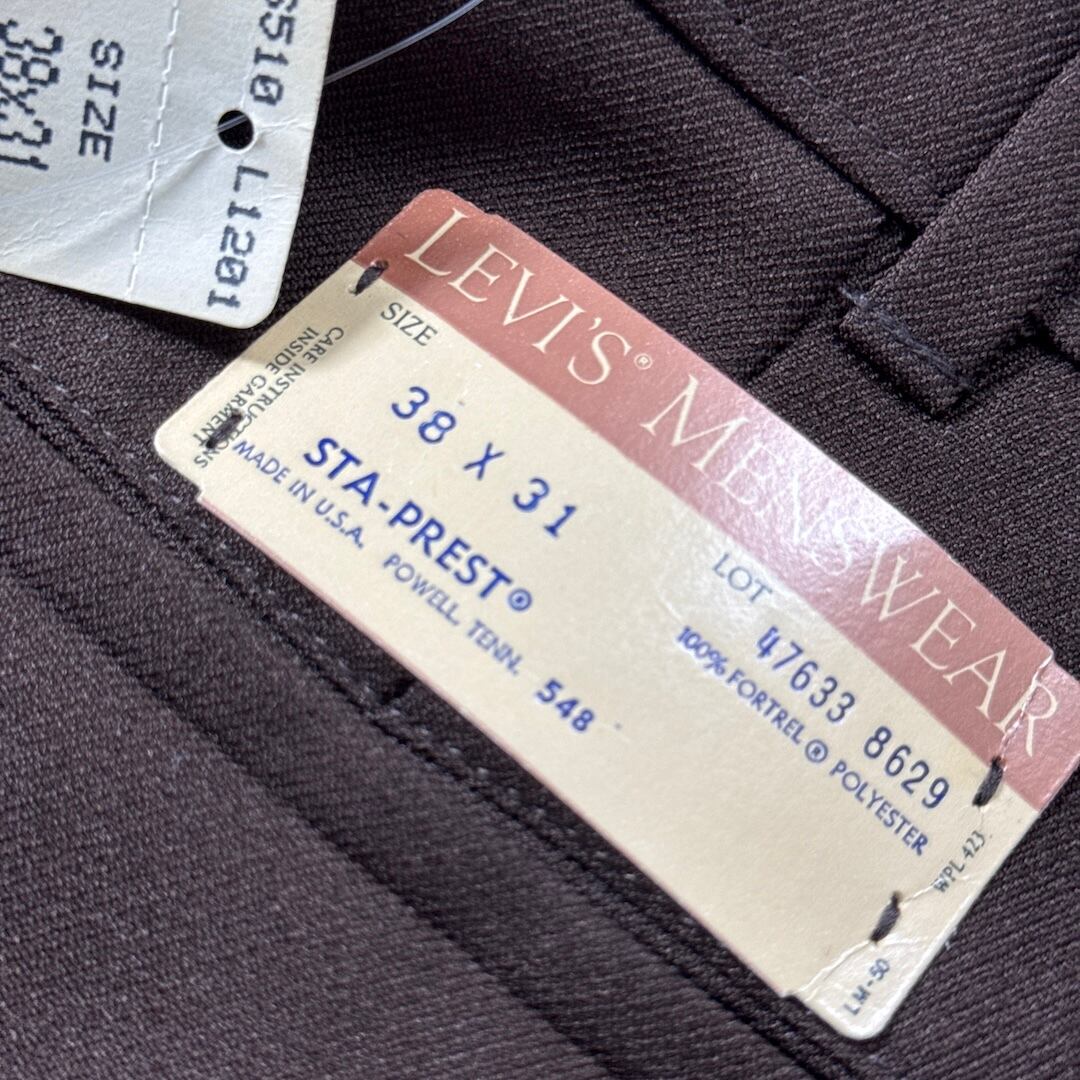 6510 L1201
SIZE
38X31
LEVI'S® MENSWEAR
SIZE
38 X 31
STA-PREST®
MADE IN U.S.A. POWELL, TENN. 548
CARE INSTRUCTIONS
INSIDE GARMENT
LOT 47633 8629
100% FORTREL® POLYESTER
WPL 423
LM-50